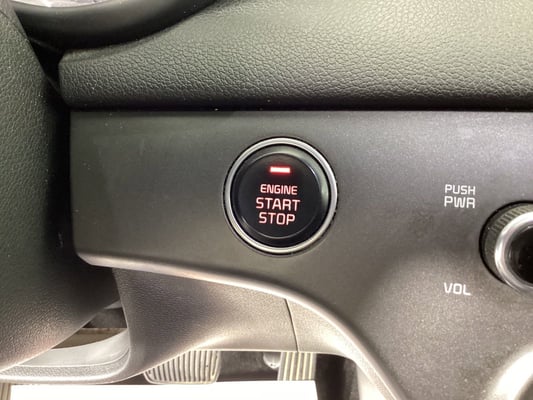 ENGINE
START
STOP
PUSH
PWR
VOL